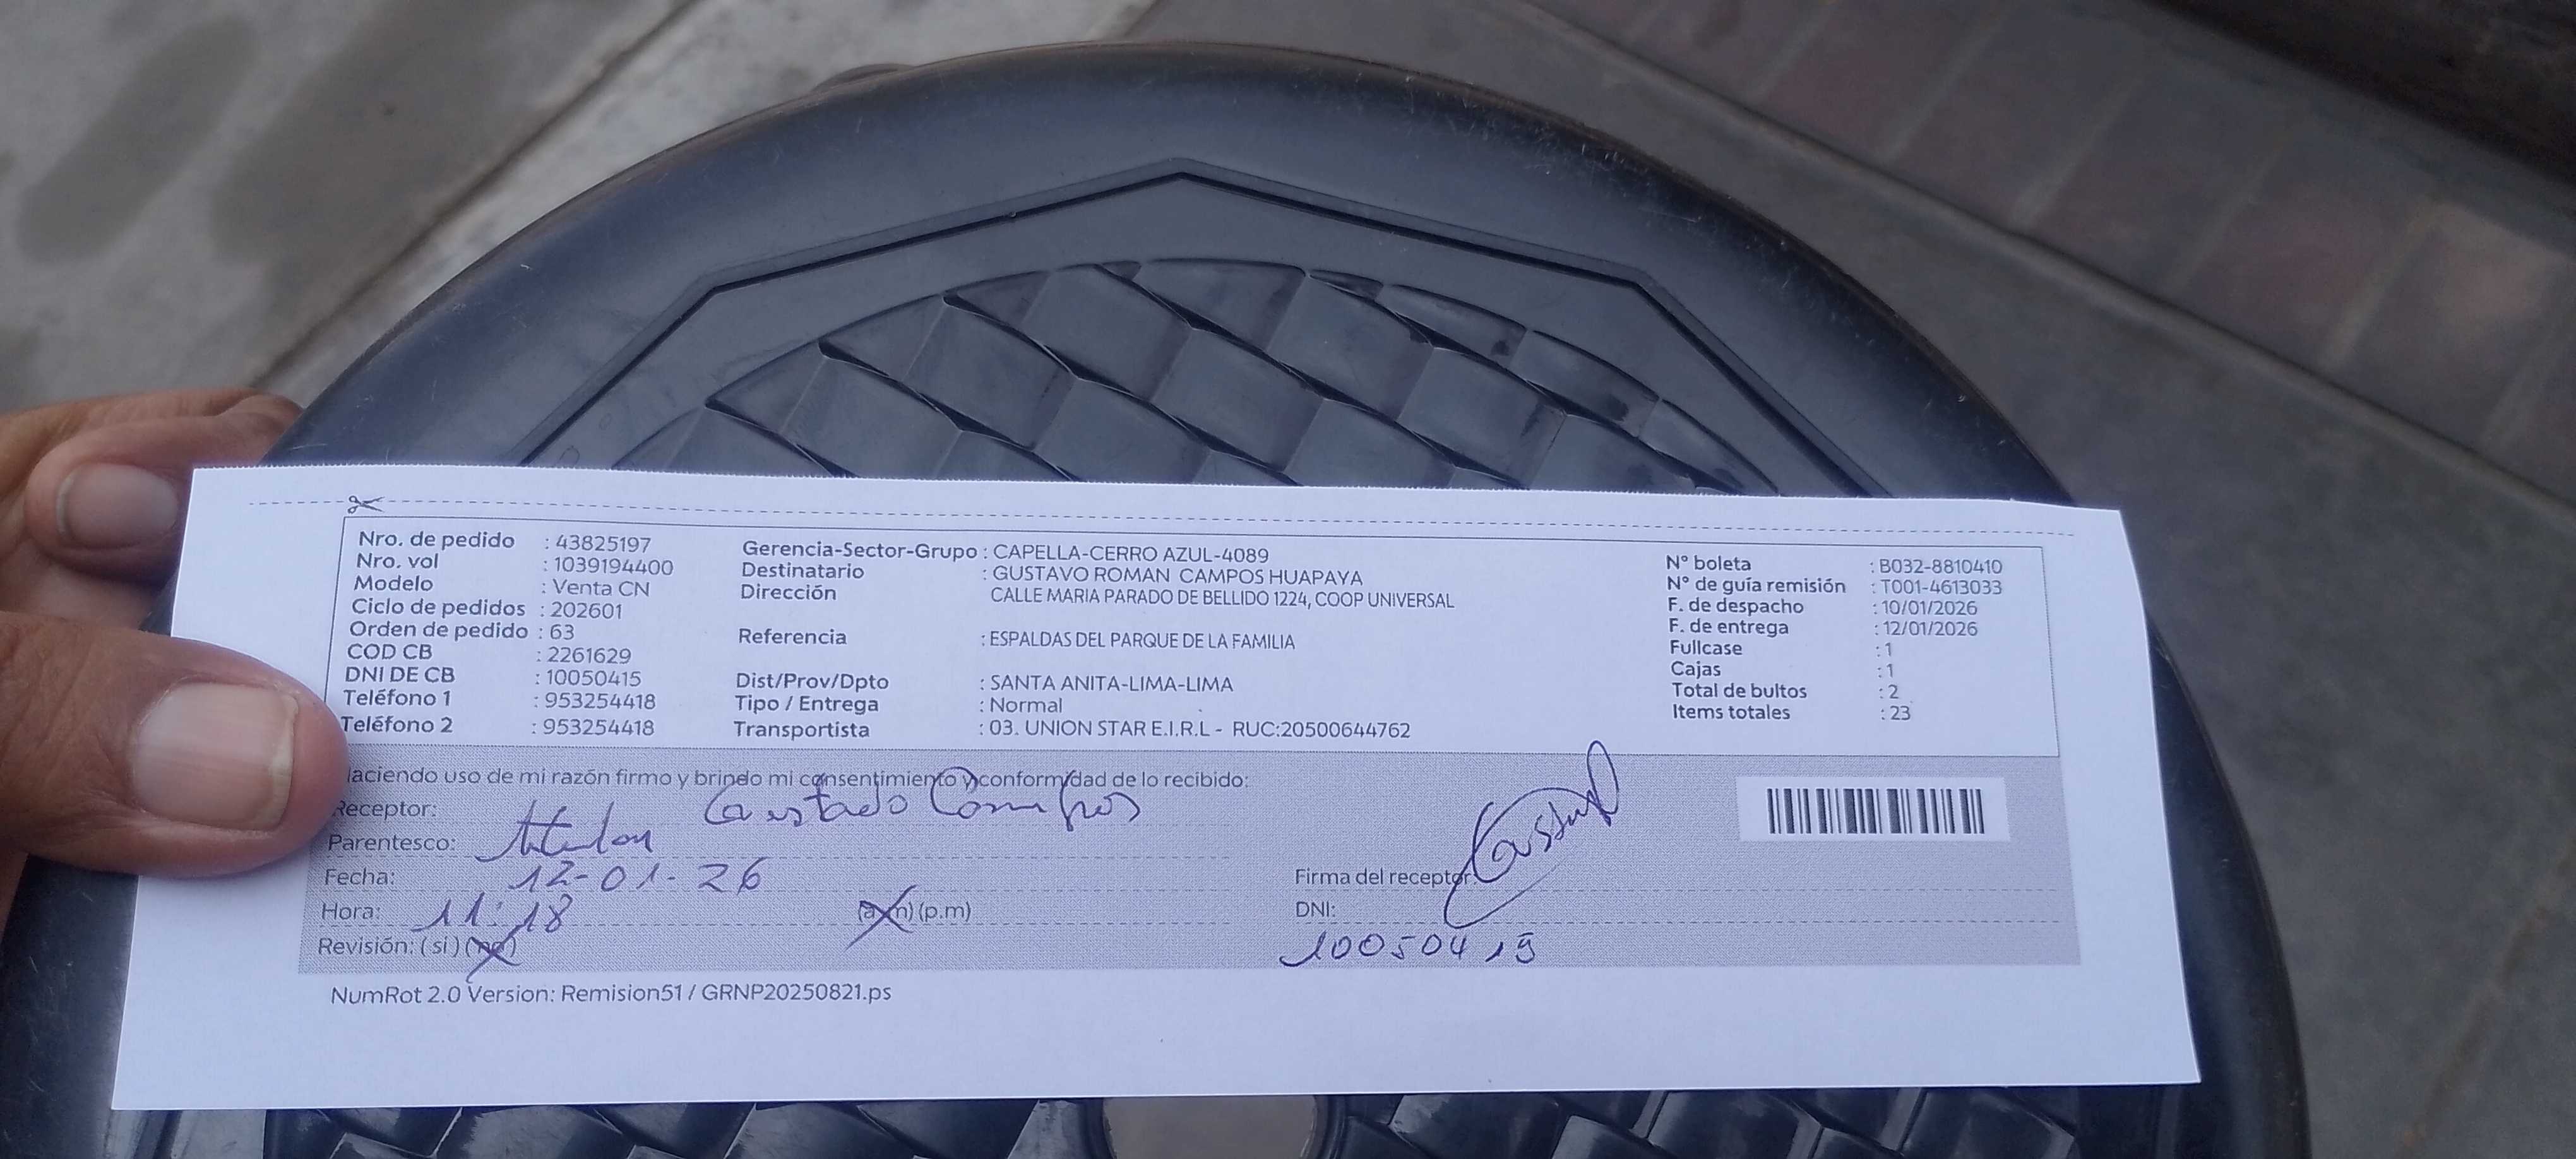 Nro. de pedido : 43825197
Nro. vol : 1039194400
Modelo : Venta CN
Ciclo de pedidos : 202601
Orden de pedido : 63
COD CB : 2261629
DNI DE CB : 10050415
Teléfono 1 : 953254418
Teléfono 2 : 953254418
Gerencia-Sector-Grupo : CAPELLA-CERRO AZUL-4089
Destinatario : GUSTAVO ROMAN CAMPOS HUAPAYA
Dirección CALLE MARIA PARADO DE BELLIDO 1224, COOP UNIVERSAL
Referencia : ESPALDAS DEL PARQUE DE LA FAMILIA
Dist/Prov/Dpto : SANTA ANITA-LIMA-LIMA
Tipo / Entrega : Normal
Transportista : 03. UNION STAR E.I.R.L - RUC:20500644762
N° boleta : B032-8810410
N° de guía remisión : T001-4613033
F. de despacho : 10/01/2026
F. de entrega : 12/01/2026
Fullcase : 1
Cajas : 1
Total de bultos : 2
Items totales : 23
Haciendo uso de mi razón firmo y brindo mi consentimiento y conformidad de lo recibido:
Receptor: Gustavo Campos
Parentesco: titular
Fecha: 12-01-26
Hora: 11:18 (a.m) (p.m)
Revisión: ( si ) (no)
Firma del receptor:
DNI: 10050415
NumRot 2.0 Version: Remision51 / GRNP20250821.ps